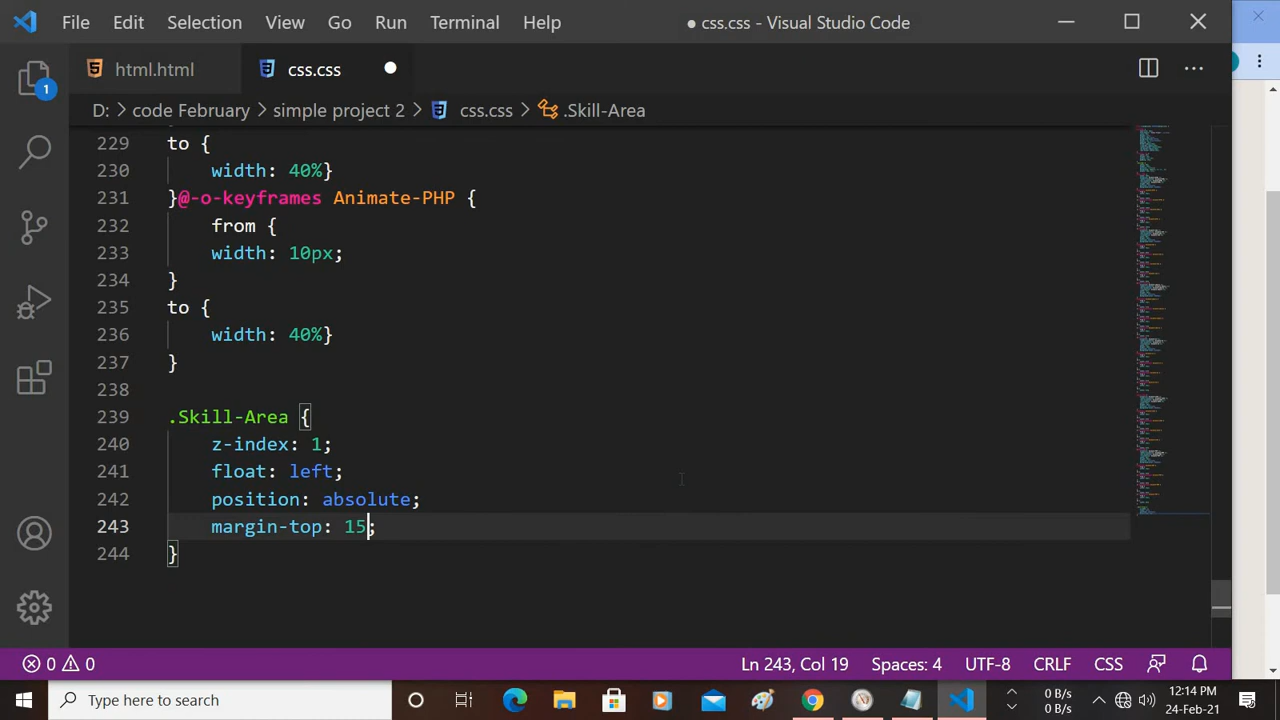 File Edit Selection View Go Run Terminal Help ● css.css - Visual Studio Code
html.html css.css
1
D: > code February > simple project 2 > css.css > .Skill-Area
229 to {
230 width: 40%}
231 }@-o-keyframes Animate-PHP {
232 from {
233 width: 10px;
234 }
235 to {
236 width: 40%}
237 }
238
239 .Skill-Area {
240 z-index: 1;
241 float: left;
242 position: absolute;
243 margin-top: 15;
244 }
0 0 Ln 243, Col 19 Spaces: 4 UTF-8 CRLF CSS
Type here to search
0 B/s
0 B/s
12:14 PM
24-Feb-21